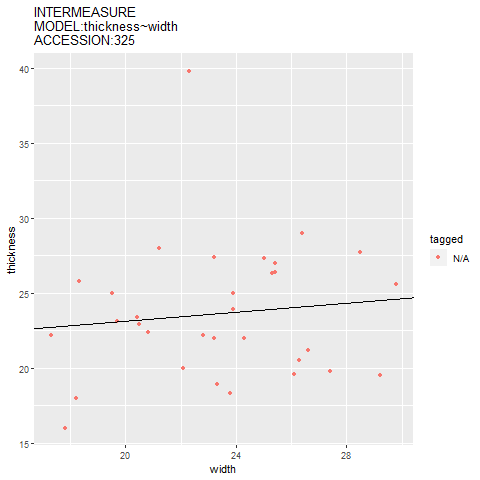 INTERMEASURE
MODEL:thickness~width
ACCESSION:325
40
35
30
25
20
15
thickness
20
24
28
width
tagged
N/A